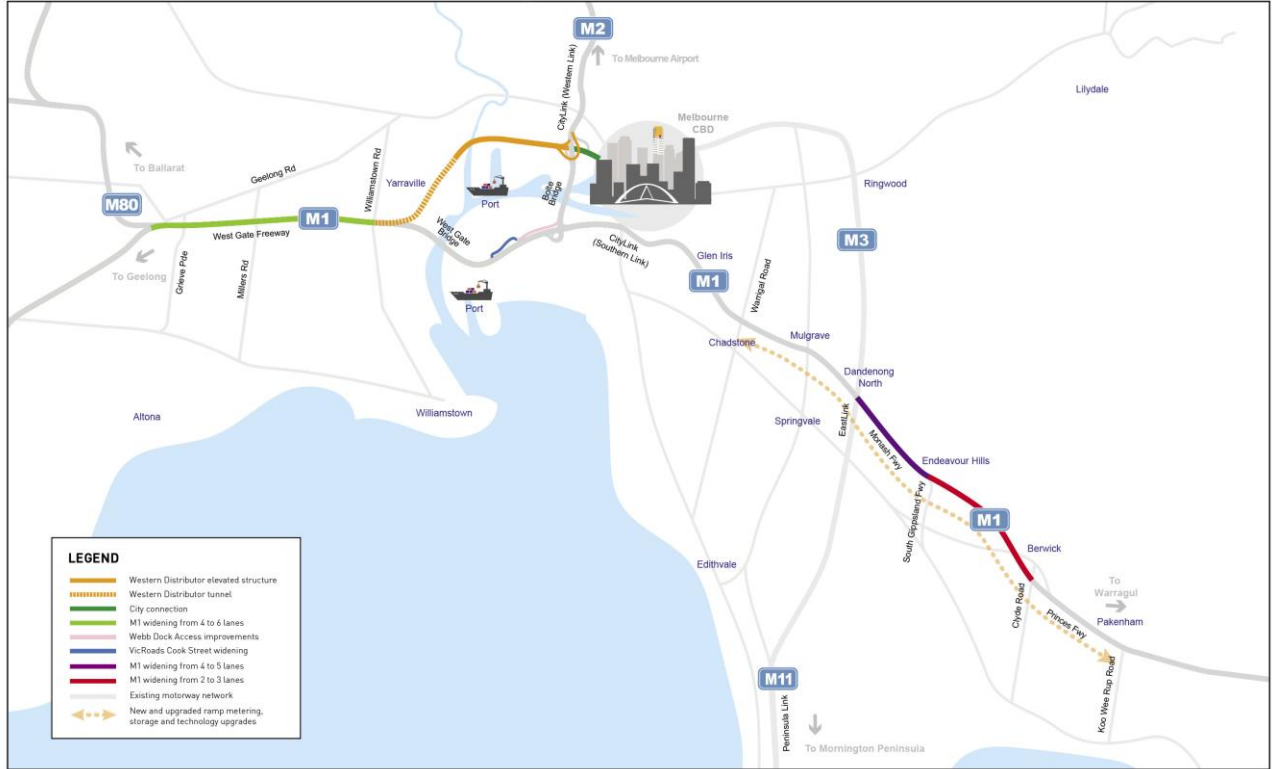 M2
To Melbourne Airport
CityLink (Western Link)
Lilydale
Melbourne
CBD
To Ballarat
Geelong Rd
Williamstown Rd
Yarraville
Port
Bolte
Bridge
Ringwood
M80
M1
West Gate Freeway
West Gate
Bridge
CityLink
(Southern Link)
M3
Glen Iris
To Geelong
Grieve Pde
Millers Rd
M1
Warrigal Road
Port
Mulgrave
Chadstone
Dandenong
North
Altona
Williamstown
Springvale
EastLink
Monash Fwy
Endeavour Hills
South Gippsland Fwy
M1
Berwick
Edithvale
Clyde Road
To
Warragul
Princes Fwy
Pakenham
Koo Wee Rup Road
M11
Peninsula Link
To Mornington Peninsula
LEGEND
Western Distributor elevated structure
Western Distributor tunnel
City connection
M1 widening from 4 to 6 lanes
Webb Dock Access improvements
VicRoads Cook Street widening
M1 widening from 4 to 5 lanes
M1 widening from 2 to 3 lanes
Existing motorway network
New and upgraded ramp metering,
storage and technology upgrades